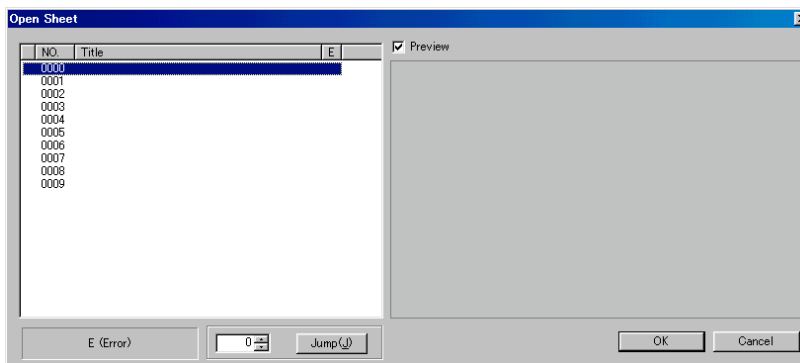 Open Sheet
NO. Title E
Preview
0000
0001
0002
0003
0004
0005
0006
0007
0008
0009
E (Error)
0
Jump(J)
OK
Cancel